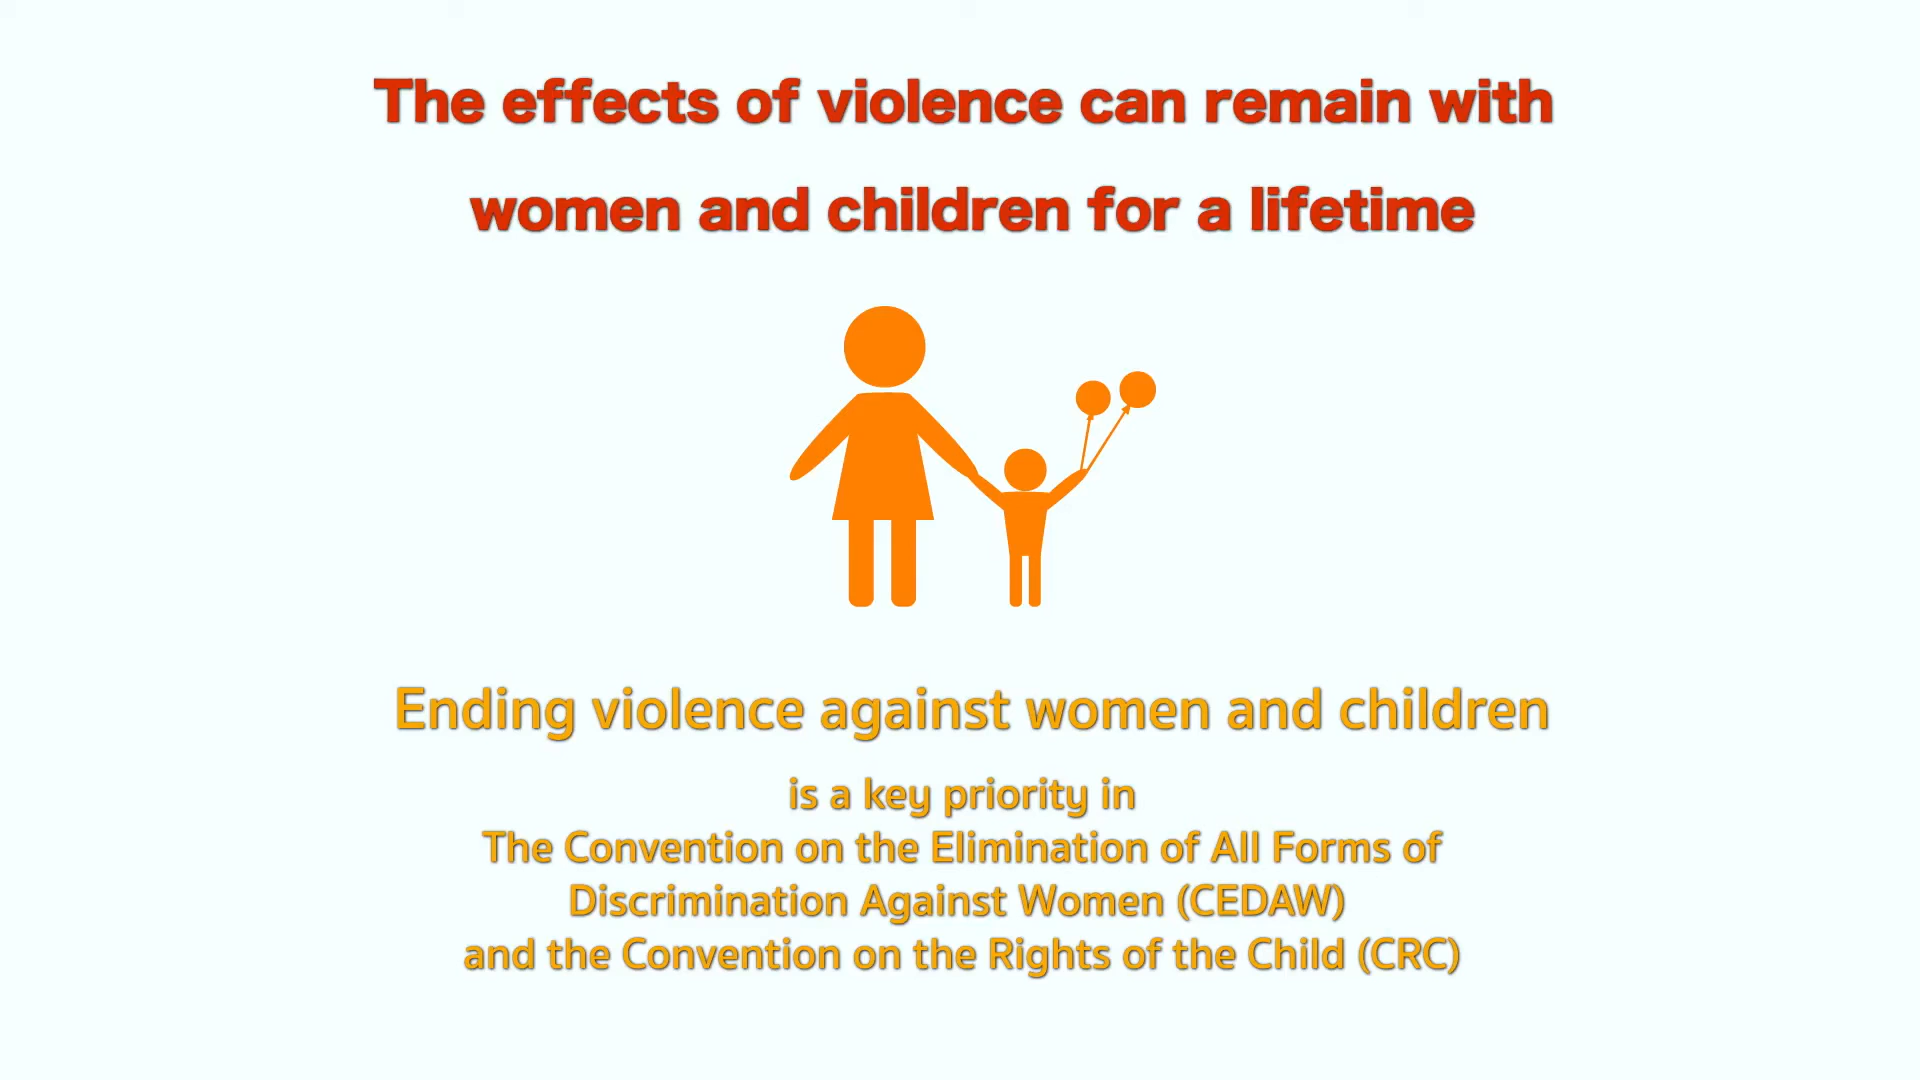 The effects of violence can remain with
women and children for a lifetime
Ending violence against women and children
is a key priority in
The Convention on the Elimination of All Forms of
Discrimination Against Women (CEDAW)
and the Convention on the Rights of the Child (CRC)